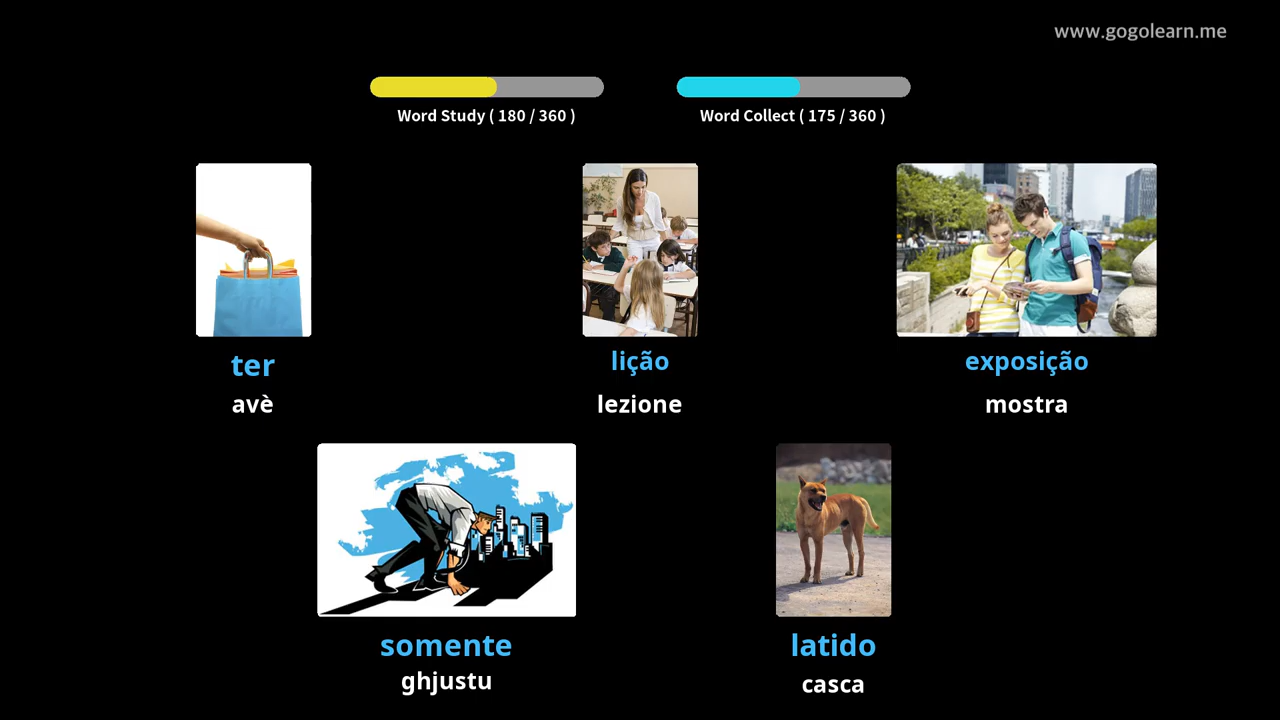 www.gogolearn.me
Word Study ( 180 / 360 )
Word Collect ( 175 / 360 )
ter
avè
lição
lezione
exposição
mostra
somente
ghjustu
latido
casca